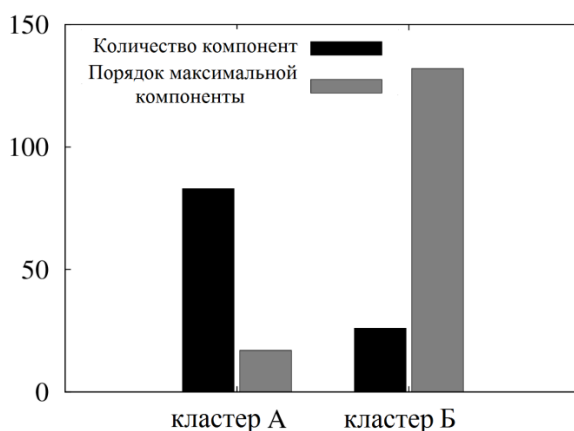 150
Количество компонент
Порядок максимальной
компоненты
100
50
0
кластер А
кластер Б